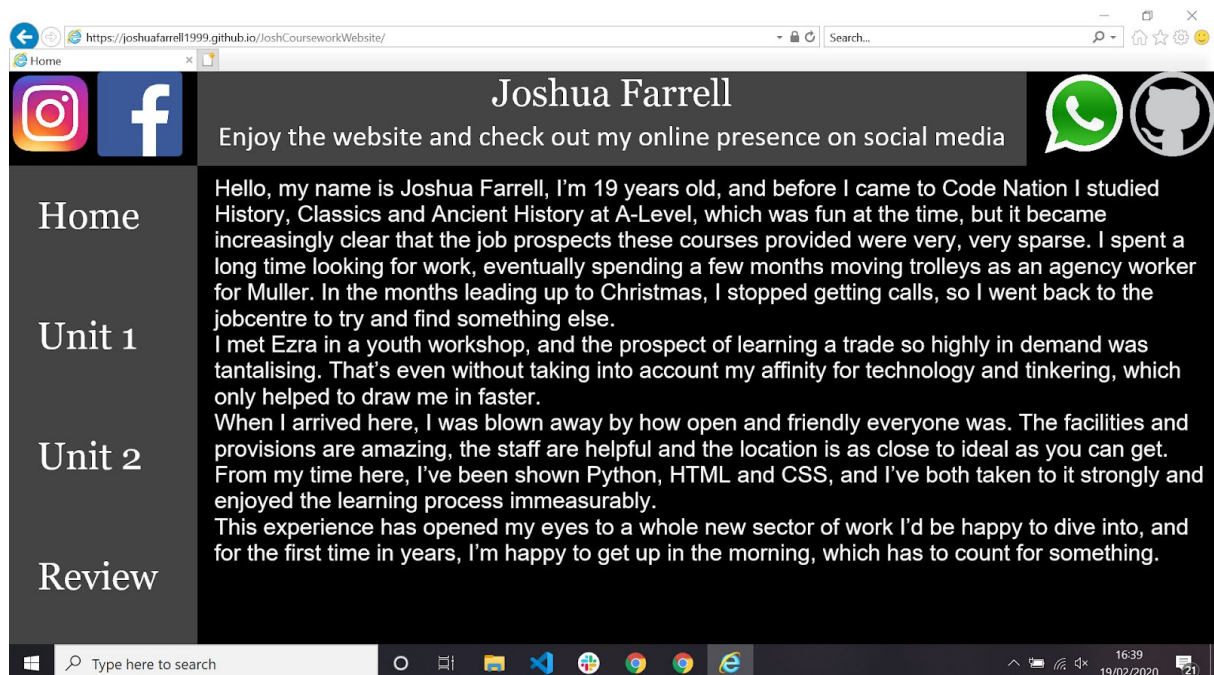 https://joshuafarrell1999.github.io/JoshCourseworkWebsite/
Search...
Home
Joshua Farrell
Enjoy the website and check out my online presence on social media
Home
Unit 1
Unit 2
Review
Hello, my name is Joshua Farrell, I'm 19 years old, and before I came to Code Nation I studied
History, Classics and Ancient History at A-Level, which was fun at the time, but it became
increasingly clear that the job prospects these courses provided were very, very sparse. I spent a
long time looking for work, eventually spending a few months moving trolleys as an agency worker
for Muller. In the months leading up to Christmas, I stopped getting calls, so I went back to the
jobcentre to try and find something else.
I met Ezra in a youth workshop, and the prospect of learning a trade so highly in demand was
tantalising. That's even without taking into account my affinity for technology and tinkering, which
only helped to draw me in faster.
When I arrived here, I was blown away by how open and friendly everyone was. The facilities and
provisions are amazing, the staff are helpful and the location is as close to ideal as you can get.
From my time here, I've been shown Python, HTML and CSS, and I've both taken to it strongly and
enjoyed the learning process immeasurably.
This experience has opened my eyes to a whole new sector of work I'd be happy to dive into, and
for the first time in years, I'm happy to get up in the morning, which has to count for something.
Type here to search
16:39
19/02/2020
21